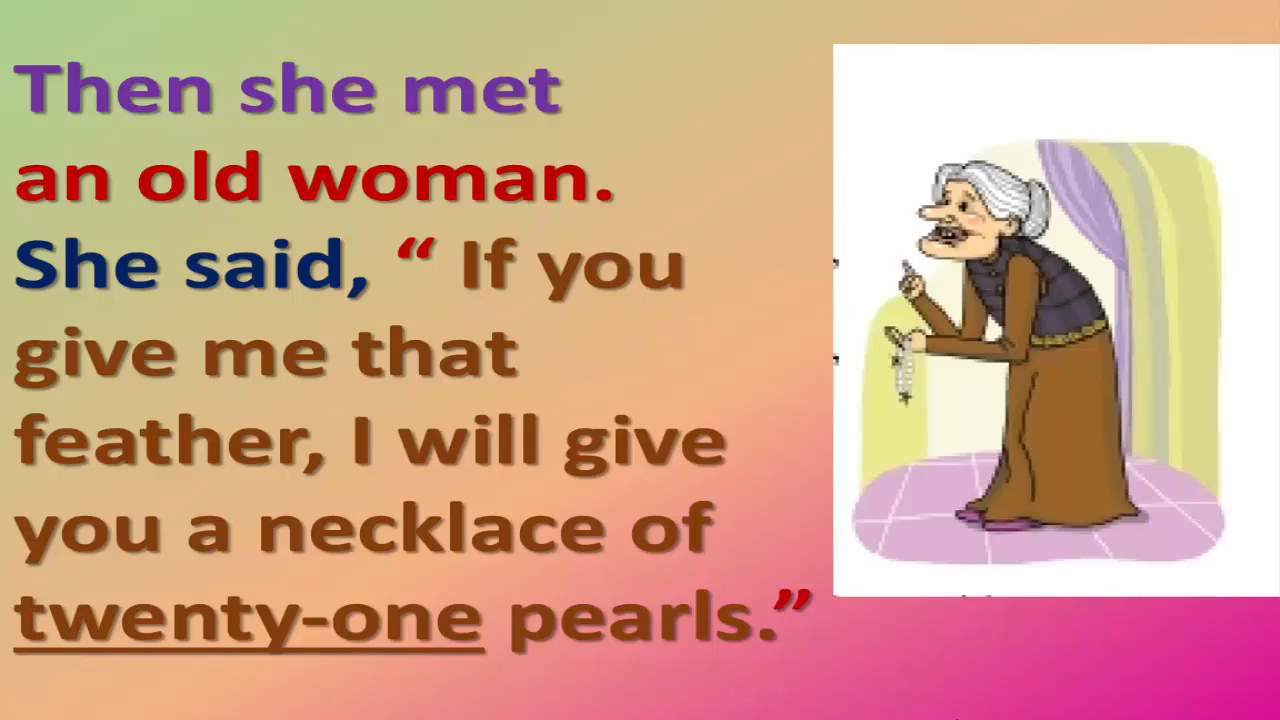 Then she met
an old woman.
She said, “ If you
give me that
feather, I will give
you a necklace of
twenty-one pearls.”